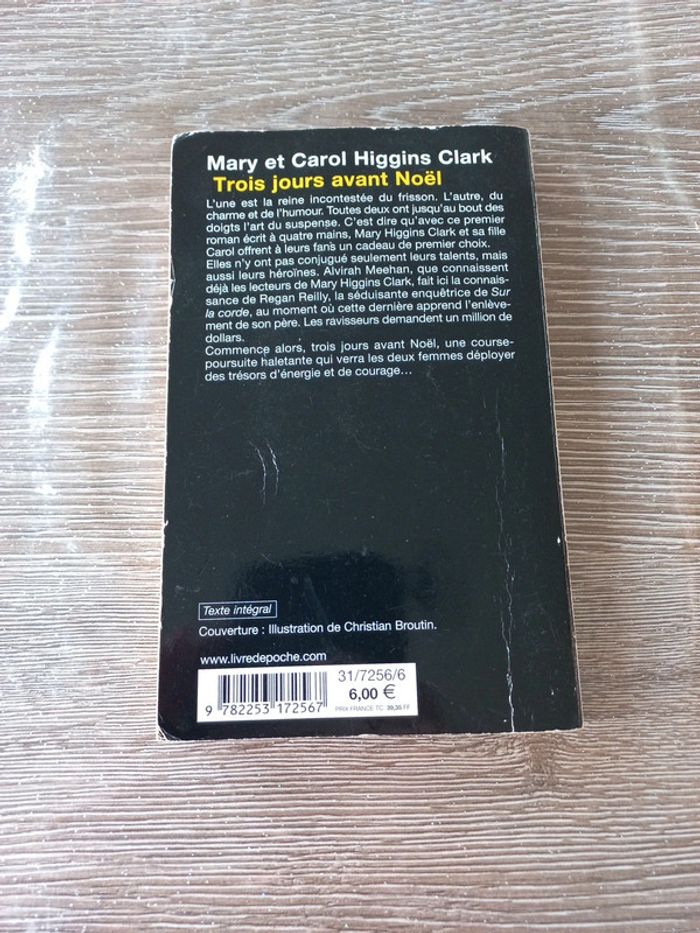 Mary et Carol Higgins Clark
Trois jours avant Noël
L'une est la reine incontestée du frisson. L'autre, du
charme et de l'humour. Toutes deux ont jusqu'au bout des
doigts l'art du suspense. C'est dire qu'avec ce premier
roman écrit à quatre mains, Mary Higgins Clark et sa fille
Carol offrent à leurs fans un cadeau de premier choix.
Elles n'y ont pas conjugué seulement leurs talents, mais
aussi leurs héroïnes. Alvirah Meehan, que connaissent
déjà les lecteurs de Mary Higgins Clark, fait ici la connais-
sance de Regan Reilly, la séduisante enquêtrice de Sur
la corde, au moment où cette dernière apprend l'enlève-
ment de son père. Les ravisseurs demandent un million de
dollars.
Commence alors, trois jours avant Noël, une course-
poursuite haletante qui verra les deux femmes déployer
des trésors d'énergie et de courage...
Texte intégral
Couverture : Illustration de Christian Broutin.
www.livredepoche.com
31/7256/6
6,00 €
PRIX FRANCE TC 39,35 FF
9 782253 172567